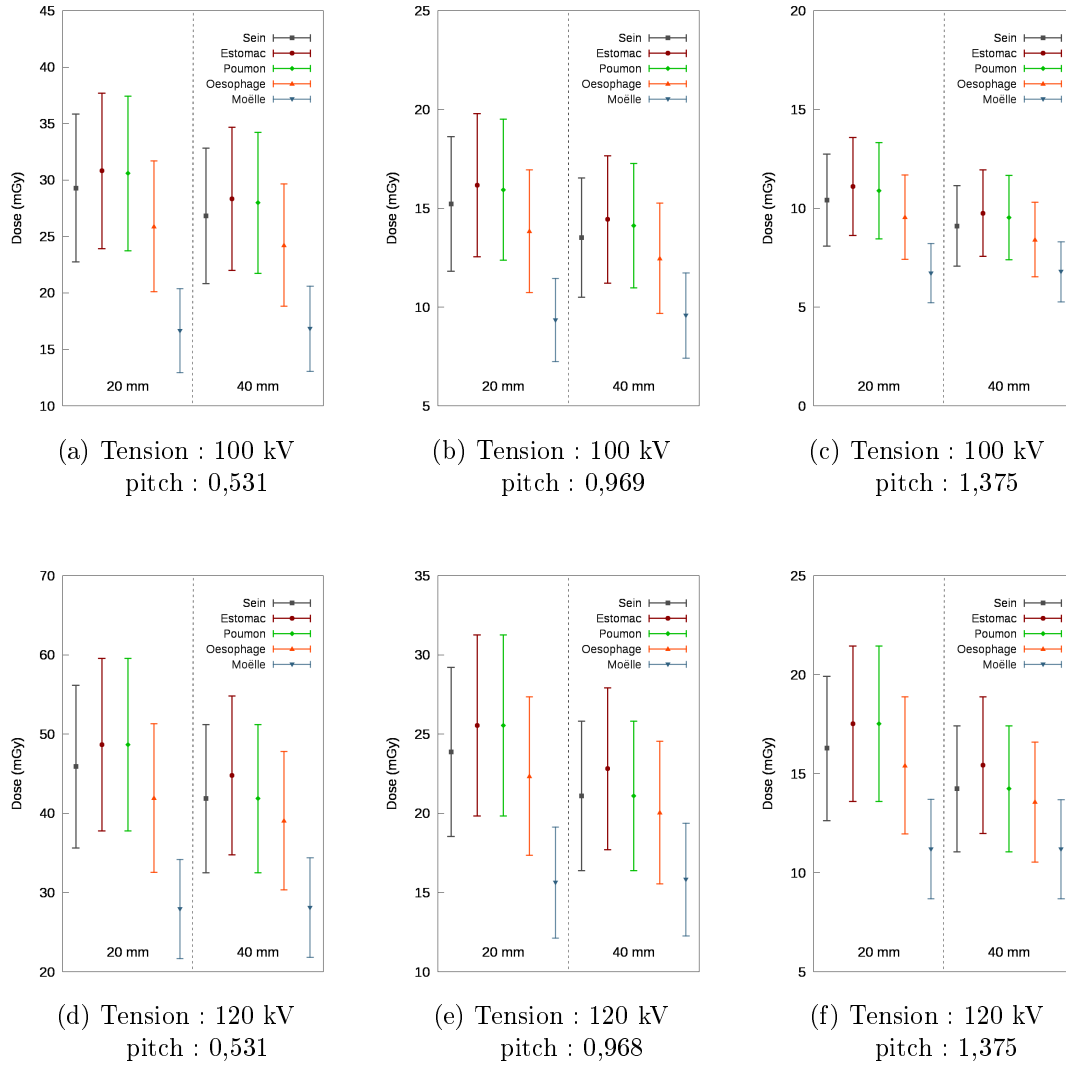 45
40
35
30
25
20
15
10
Dose (mGy)
Sein
Estomac
Poumon
Oesophage
Moëlle
20 mm
40 mm
(a) Tension : 100 kV
pitch : 0,531
25
20
15
10
5
Dose (mGy)
Sein
Estomac
Poumon
Oesophage
Moëlle
20 mm
40 mm
(b) Tension : 100 kV
pitch : 0,969
20
15
10
5
0
Dose (mGy)
Sein
Estomac
Poumon
Oesophage
Moëlle
20 mm
40 mm
(c) Tension : 100 kV
pitch : 1,375
70
60
50
40
30
20
Dose (mGy)
Sein
Estomac
Poumon
Oesophage
Moëlle
20 mm
40 mm
(d) Tension : 120 kV
pitch : 0,531
35
30
25
20
15
10
Dose (mGy)
Sein
Estomac
Poumon
Oesophage
Moëlle
20 mm
40 mm
(e) Tension : 120 kV
pitch : 0,968
25
20
15
10
5
Dose (mGy)
Sein
Estomac
Poumon
Oesophage
Moëlle
20 mm
40 mm
(f) Tension : 120 kV
pitch : 1,375